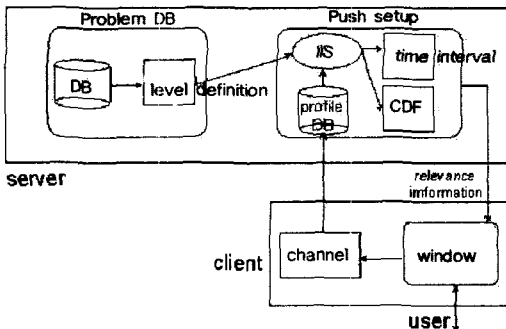 Problem DB
Push setup
DB
level definition
IIS
time interval
profile
DB
CDF
server
relevance
imformation
client
channel
window
user